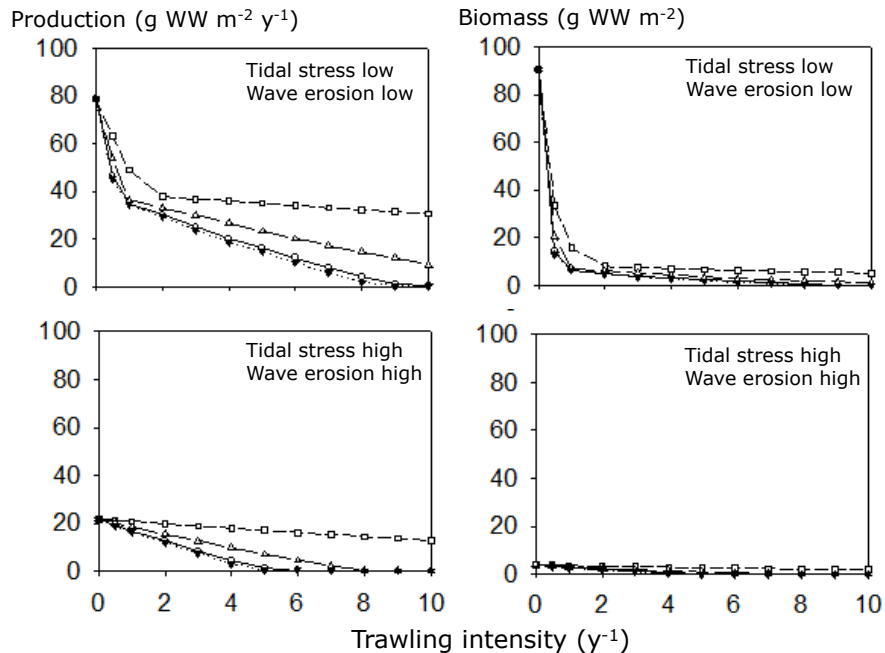 Production (g WW m-2 y-1)
Biomass (g WW m-2)
100
80
60
40
20
0
Tidal stress low
Wave erosion low
100
80
60
40
20
0
Tidal stress low
Wave erosion low
100
80
60
40
20
0
Tidal stress high
Wave erosion high
100
80
60
40
20
0
Tidal stress high
Wave erosion high
0 2 4 6 8 10
0 2 4 6 8 10
Trawling intensity (y-1)